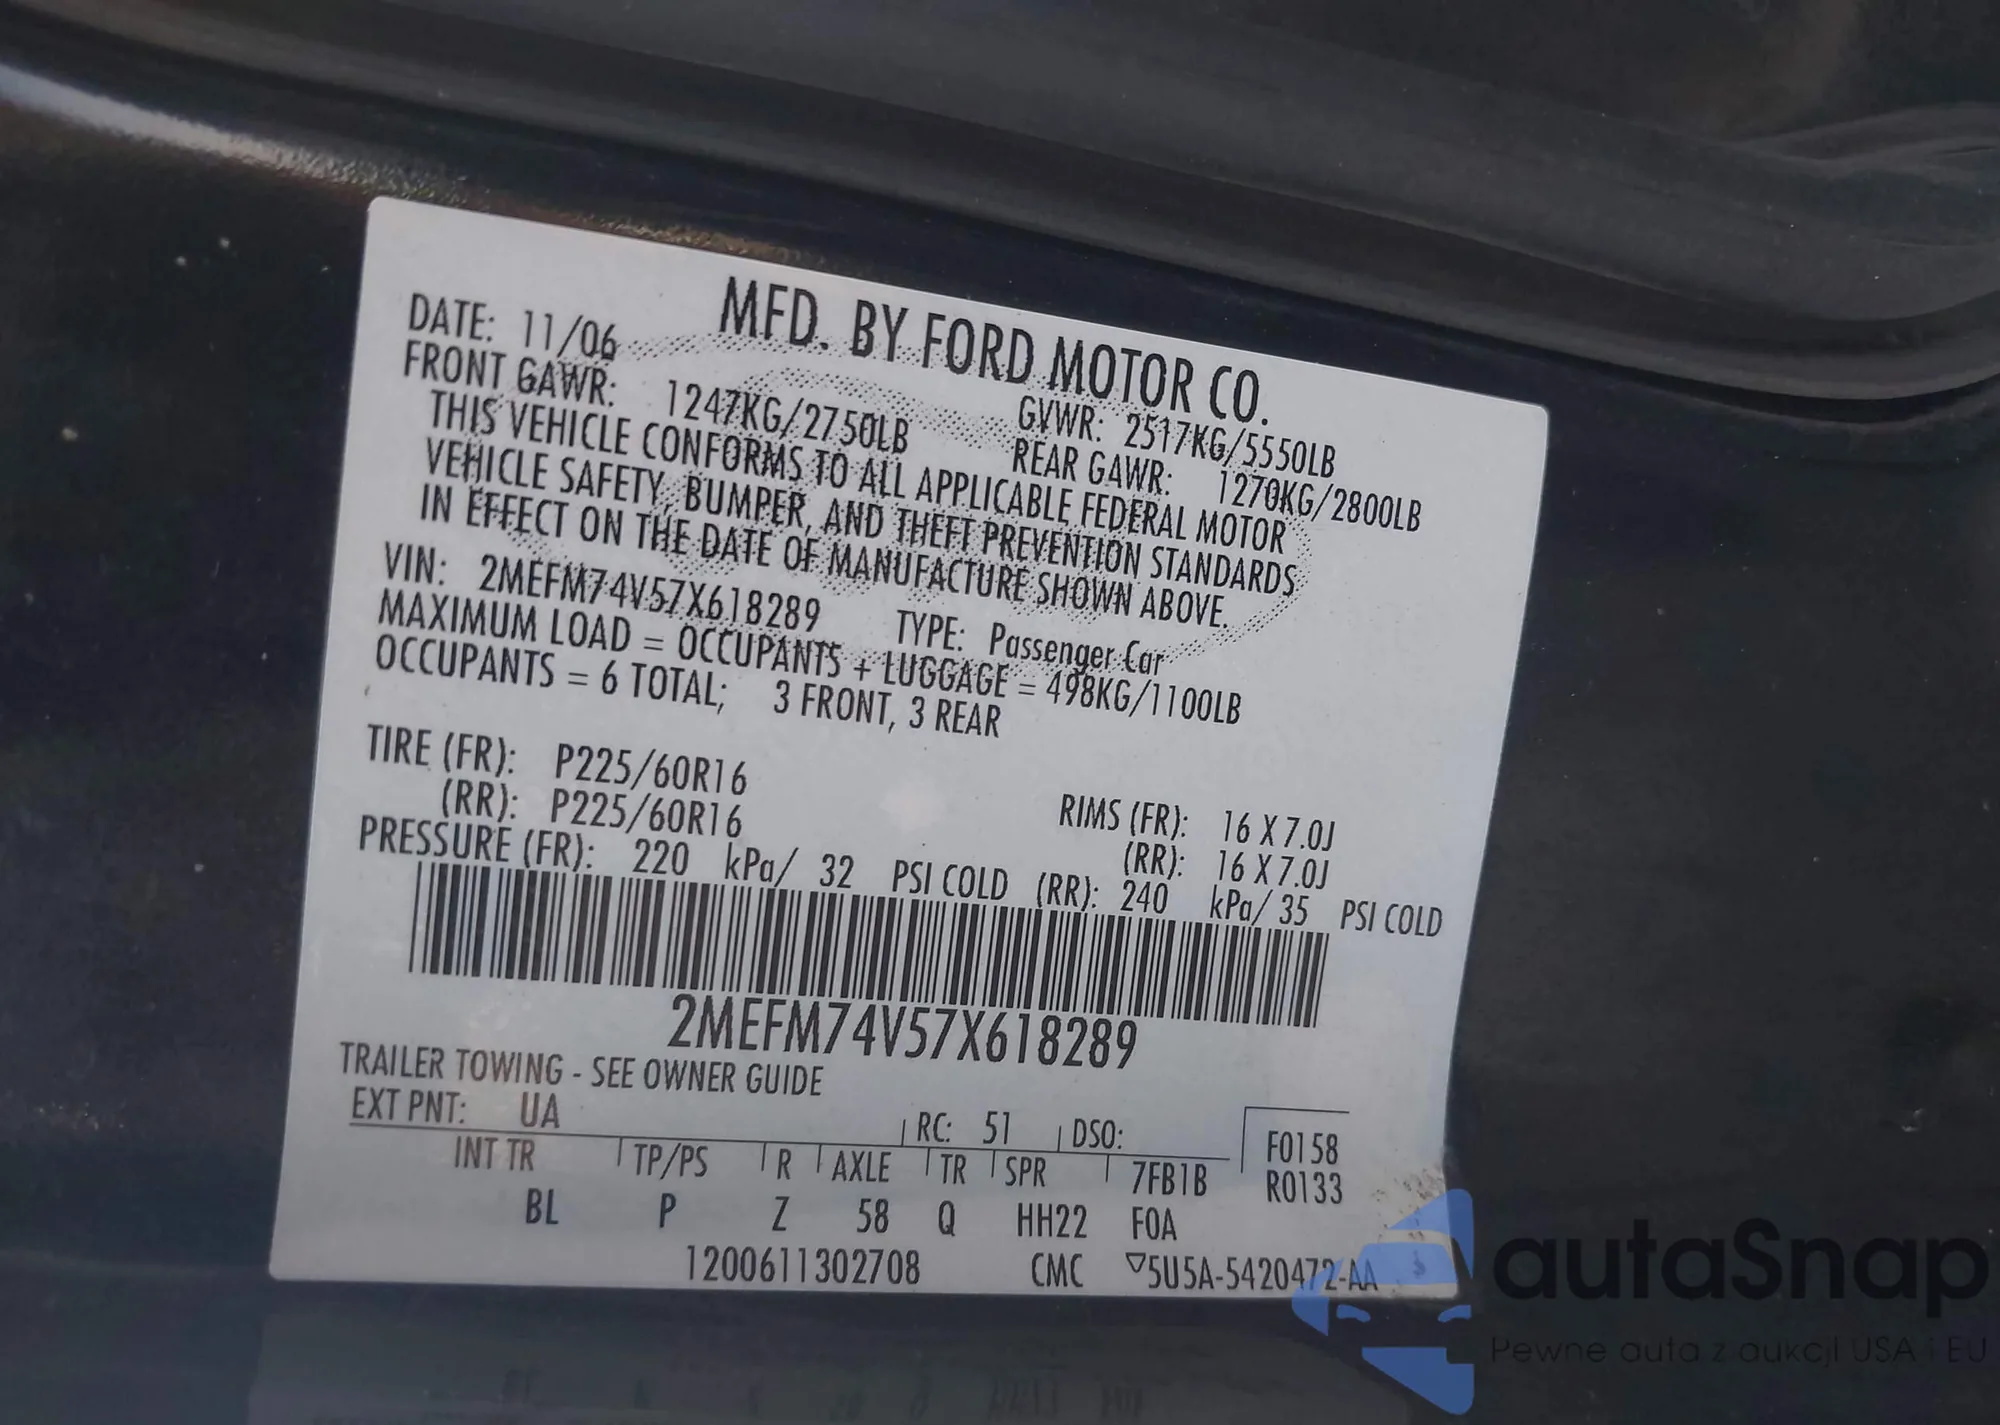 MFD. BY FORD MOTOR CO.
DATE: 11/06 GVWR: 2517KG/5550LB
FRONT GAWR: 1247KG/2750LB REAR GAWR: 1270KG/2800LB
THIS VEHICLE CONFORMS TO ALL APPLICABLE FEDERAL MOTOR
VEHICLE SAFETY, BUMPER, AND THEFT PREVENTION STANDARDS
IN EFFECT ON THE DATE OF MANUFACTURE SHOWN ABOVE.
VIN: 2MEFM74V57X618289 TYPE: Passenger Car
MAXIMUM LOAD = OCCUPANTS + LUGGAGE = 498KG/1100LB
OCCUPANTS = 6 TOTAL; 3 FRONT, 3 REAR
TIRE (FR): P225/60R16 RIMS (FR): 16 X 7.0J
(RR): P225/60R16 (RR): 16 X 7.0J
PRESSURE (FR): 220 kPa/ 32 PSI COLD (RR): 240 kPa/ 35 PSI COLD
2MEFM74V57X618289
TRAILER TOWING - SEE OWNER GUIDE
EXT PNT: UA RC: 51 DSO: F0158
INT TR TP/PS R AXLE TR SPR 7FB1B R0133
BL P Z 58 Q HH22 F0A
1200611302708 CMC ▽5U5A-5420472-AA
autaSnap
Pewne auta z aukcji USA i EU